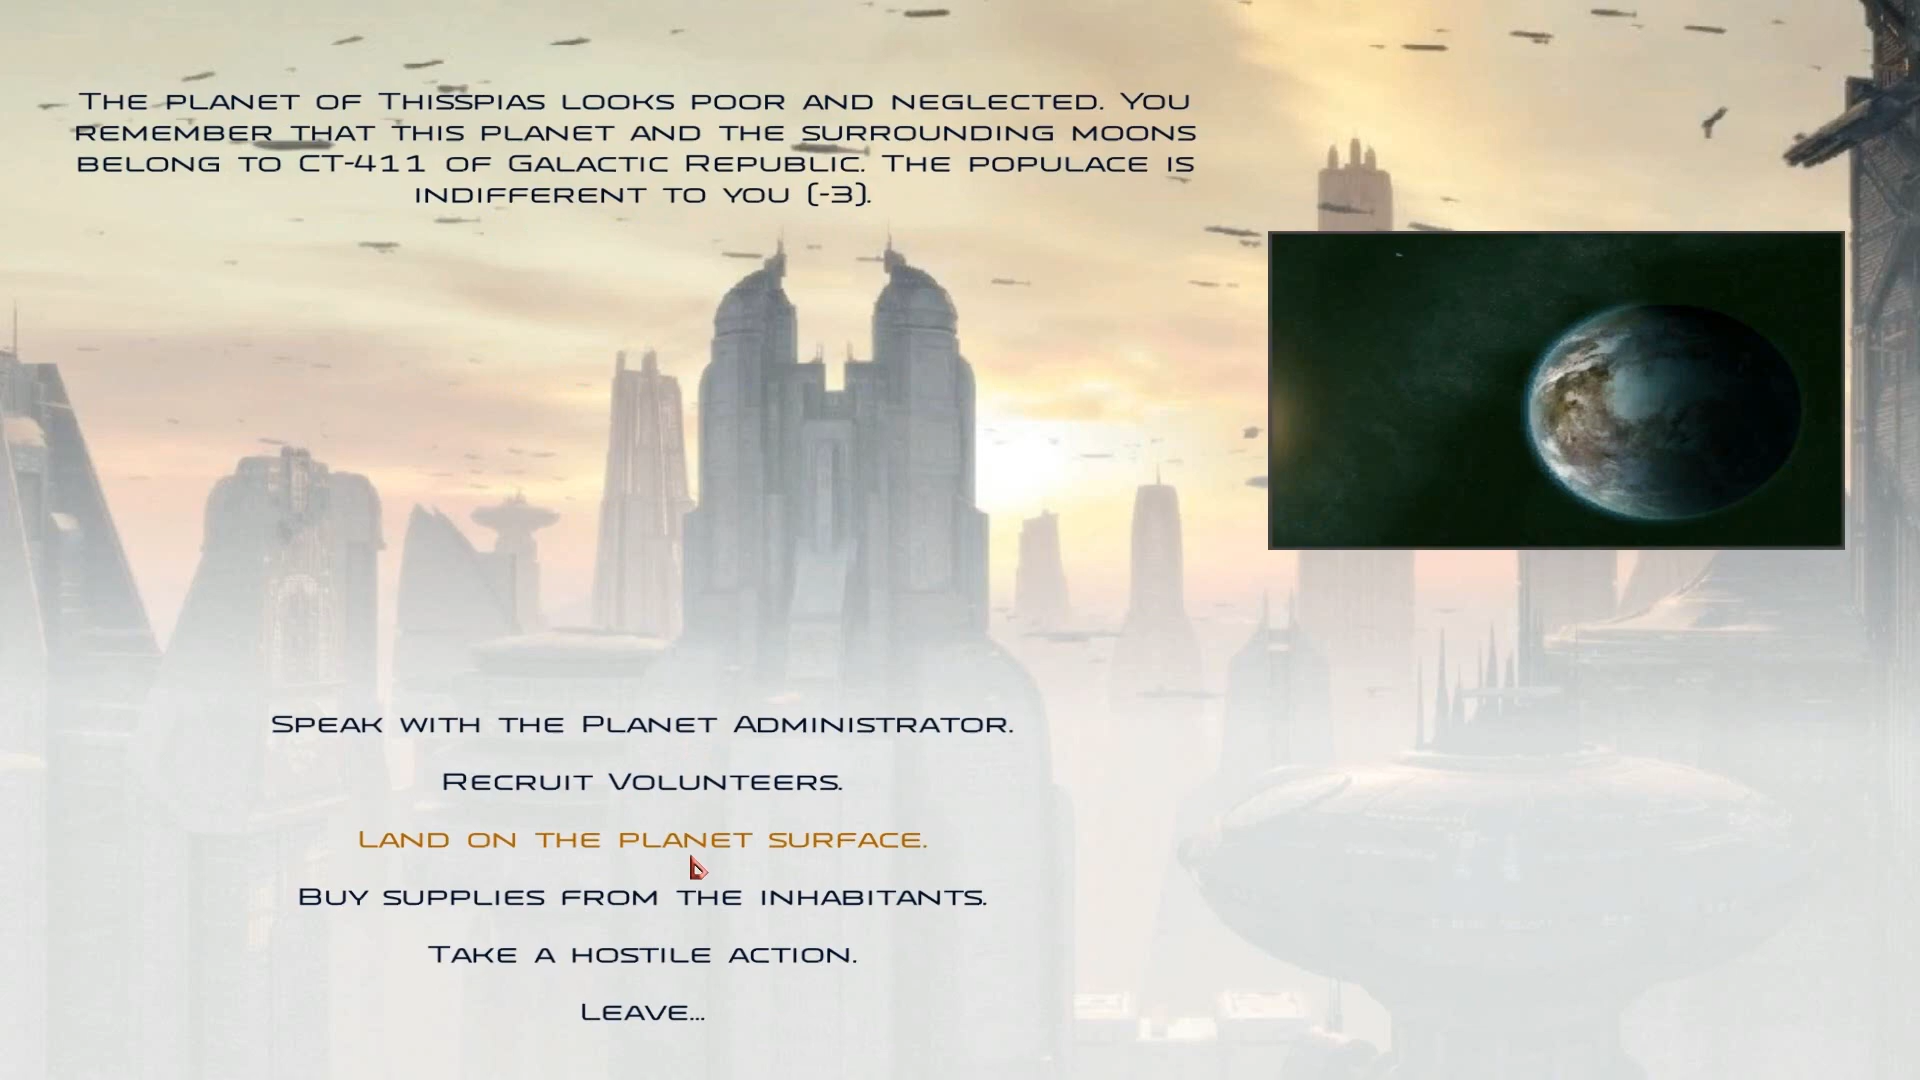 The planet of Thisspias looks poor and neglected. You
remember that this planet and the surrounding moons
belong to CT-411 of Galactic Republic. The populace is
indifferent to you (-3).
Speak with the Planet Administrator.
Recruit Volunteers.
Land on the planet surface.
Buy supplies from the inhabitants.
Take a hostile action.
Leave...